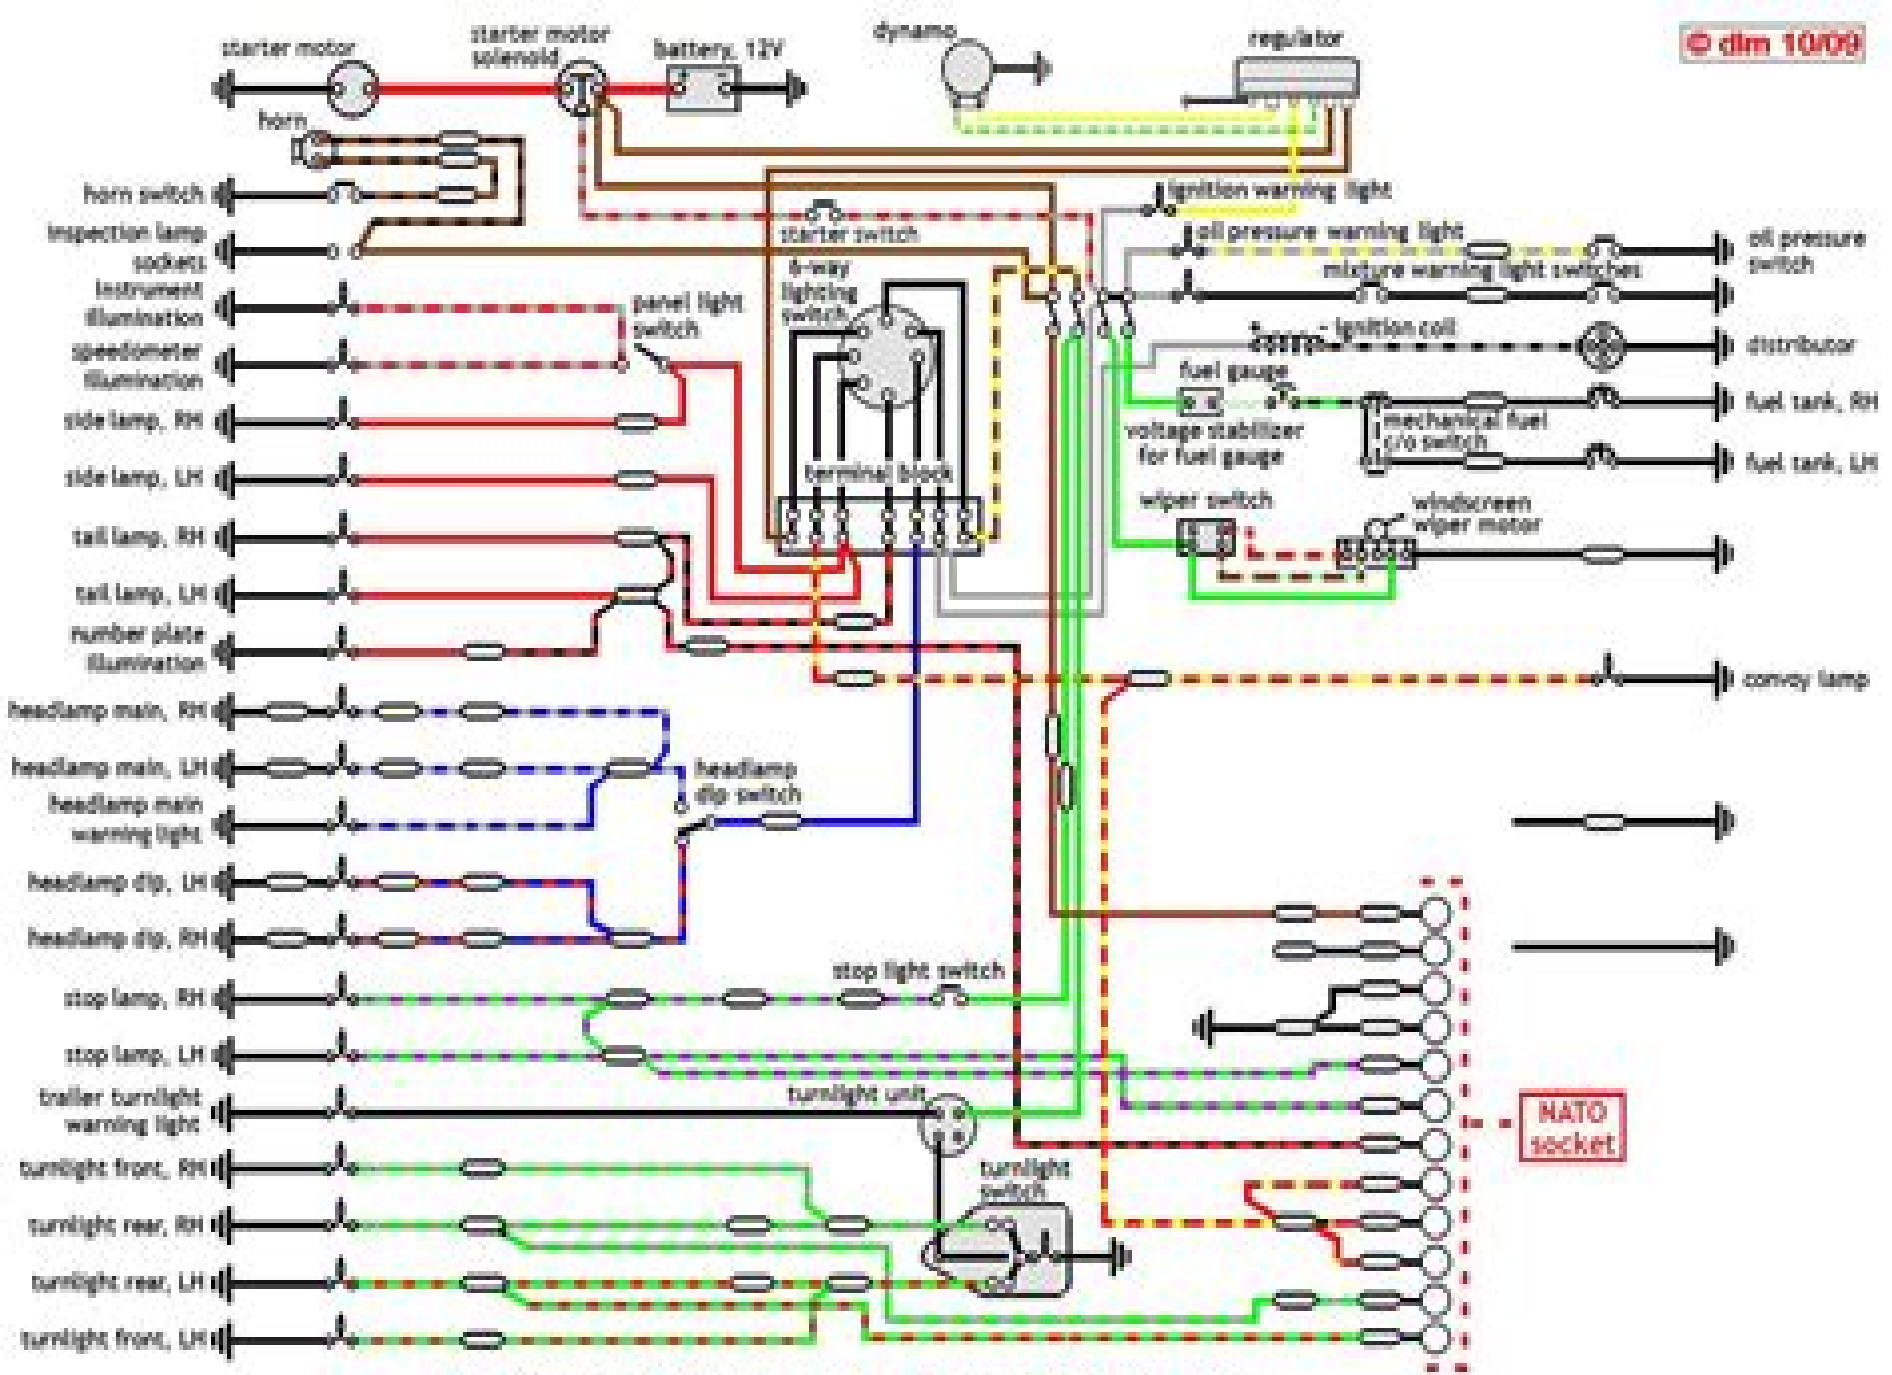 starter motor
starter motor
solenoid
battery, 12V
dynamo
regulator
© dlm 10/09
horn
horn switch
inspection lamp
sockets
instrument
illumination
speedometer
illumination
side lamp, RH
side lamp, LH
tail lamp, RH
tail lamp, LH
number plate
illumination
headlamp main, RH
headlamp main, LH
headlamp main
warning light
headlamp dip, LH
headlamp dip, RH
stop lamp, RH
stop lamp, LH
trailer turnlight
warning light
turnlight front, RH
turnlight rear, RH
turnlight rear, LH
turnlight front, LH
starter switch
panel light
switch
6-way
lighting
switch
terminal block
headlamp
dip switch
stop light switch
turnlight unit
turnlight
switch
ignition warning light
oil pressure warning light
oil pressure
switch
mixture warning light switches
+
- ignition coil
distributor
fuel gauge
fuel tank, RH
voltage stabilizer
for fuel gauge
mechanical fuel
c/o switch
fuel tank, LH
wiper switch
windscreen
wiper motor
convoy lamp
NATO
socket